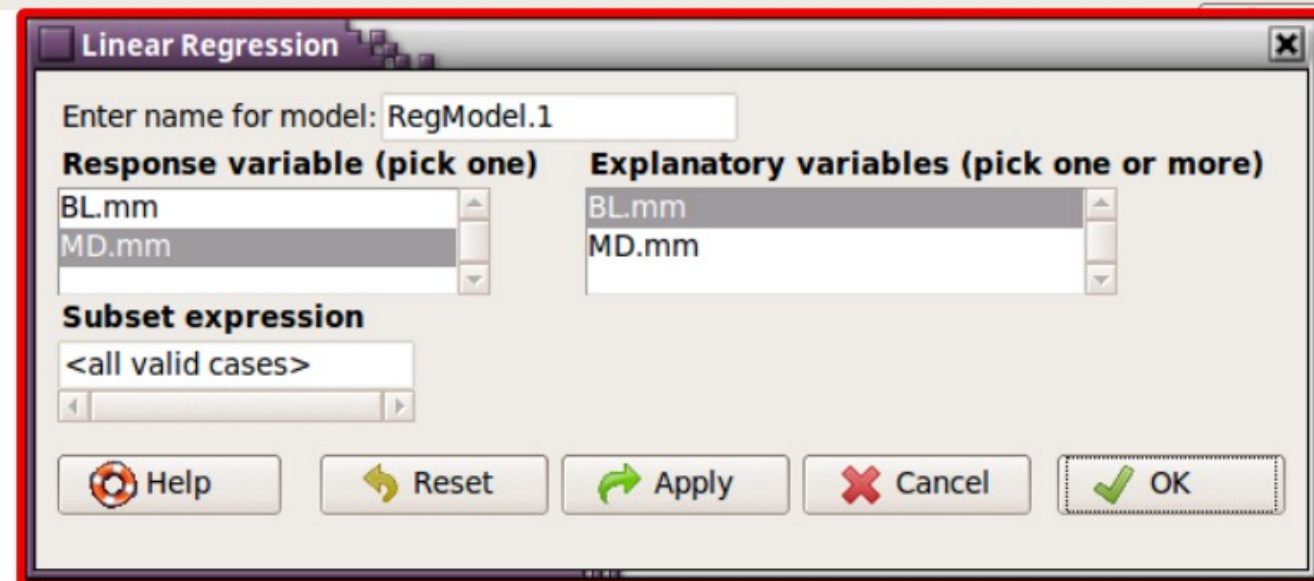 Linear Regression
Enter name for model: RegModel.1
Response variable (pick one) Explanatory variables (pick one or more)
BL.mm BL.mm
MD.mm MD.mm
Subset expression
<all valid cases>
Help Reset Apply Cancel OK